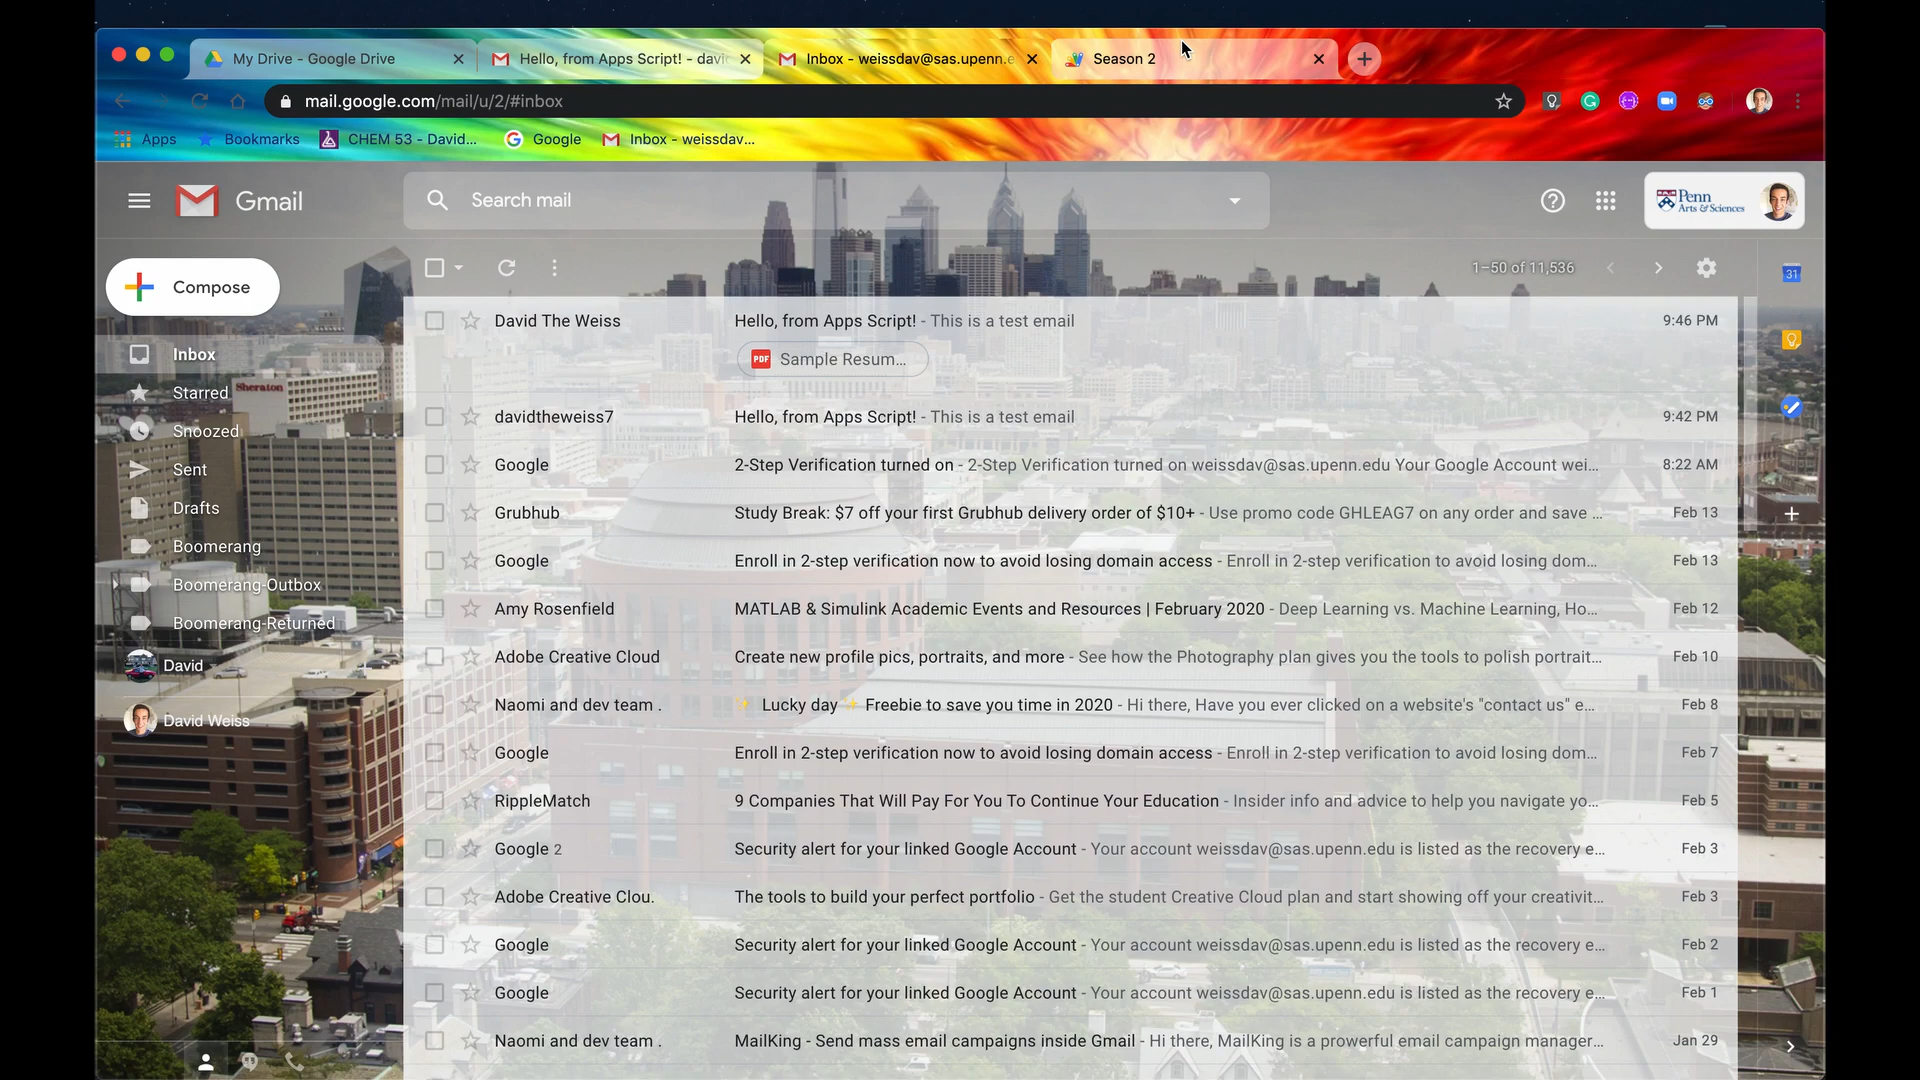 My Drive - Google Drive
Hello, from Apps Script! - davi
Inbox - weissdav@sas.upenn.e
Season 2
mail.google.com/mail/u/2/#inbox
Apps
Bookmarks
CHEM 53 - David...
Google
Inbox - weissdav...
Gmail
Search mail
Penn
Arts & Sciences
Compose
1–50 of 11,536
31
Inbox
Starred
Sheraton
Snoozed
Sent
Drafts
Boomerang
Boomerang-Outbox
Boomerang-Returned
David
David Weiss
David The Weiss Hello, from Apps Script! - This is a test email 9:46 PM
PDF Sample Resum...
davidtheweiss7 Hello, from Apps Script! - This is a test email 9:42 PM
Google 2-Step Verification turned on - 2-Step Verification turned on weissdav@sas.upenn.edu Your Google Account wei... 8:22 AM
Grubhub Study Break: $7 off your first Grubhub delivery order of $10+ - Use promo code GHLEAG7 on any order and save ... Feb 13
Google Enroll in 2-step verification now to avoid losing domain access - Enroll in 2-step verification to avoid losing dom... Feb 13
Amy Rosenfield MATLAB & Simulink Academic Events and Resources | February 2020 - Deep Learning vs. Machine Learning, Ho... Feb 12
Adobe Creative Cloud Create new profile pics, portraits, and more - See how the Photography plan gives you the tools to polish portrait... Feb 10
Naomi and dev team . ✨ Lucky day ✨ Freebie to save you time in 2020 - Hi there, Have you ever clicked on a website's "contact us" e... Feb 8
Google Enroll in 2-step verification now to avoid losing domain access - Enroll in 2-step verification to avoid losing dom... Feb 7
RippleMatch 9 Companies That Will Pay For You To Continue Your Education - Insider info and advice to help you navigate yo... Feb 5
Google 2 Security alert for your linked Google Account - Your account weissdav@sas.upenn.edu is listed as the recovery e... Feb 3
Adobe Creative Clou. The tools to build your perfect portfolio - Get the student Creative Cloud plan and start showing off your creativit... Feb 3
Google Security alert for your linked Google Account - Your account weissdav@sas.upenn.edu is listed as the recovery e... Feb 2
Google Security alert for your linked Google Account - Your account weissdav@sas.upenn.edu is listed as the recovery e... Feb 1
Naomi and dev team . MailKing - Send mass email campaigns inside Gmail - Hi there, MailKing is a prowerful email campaign manager... Jan 29